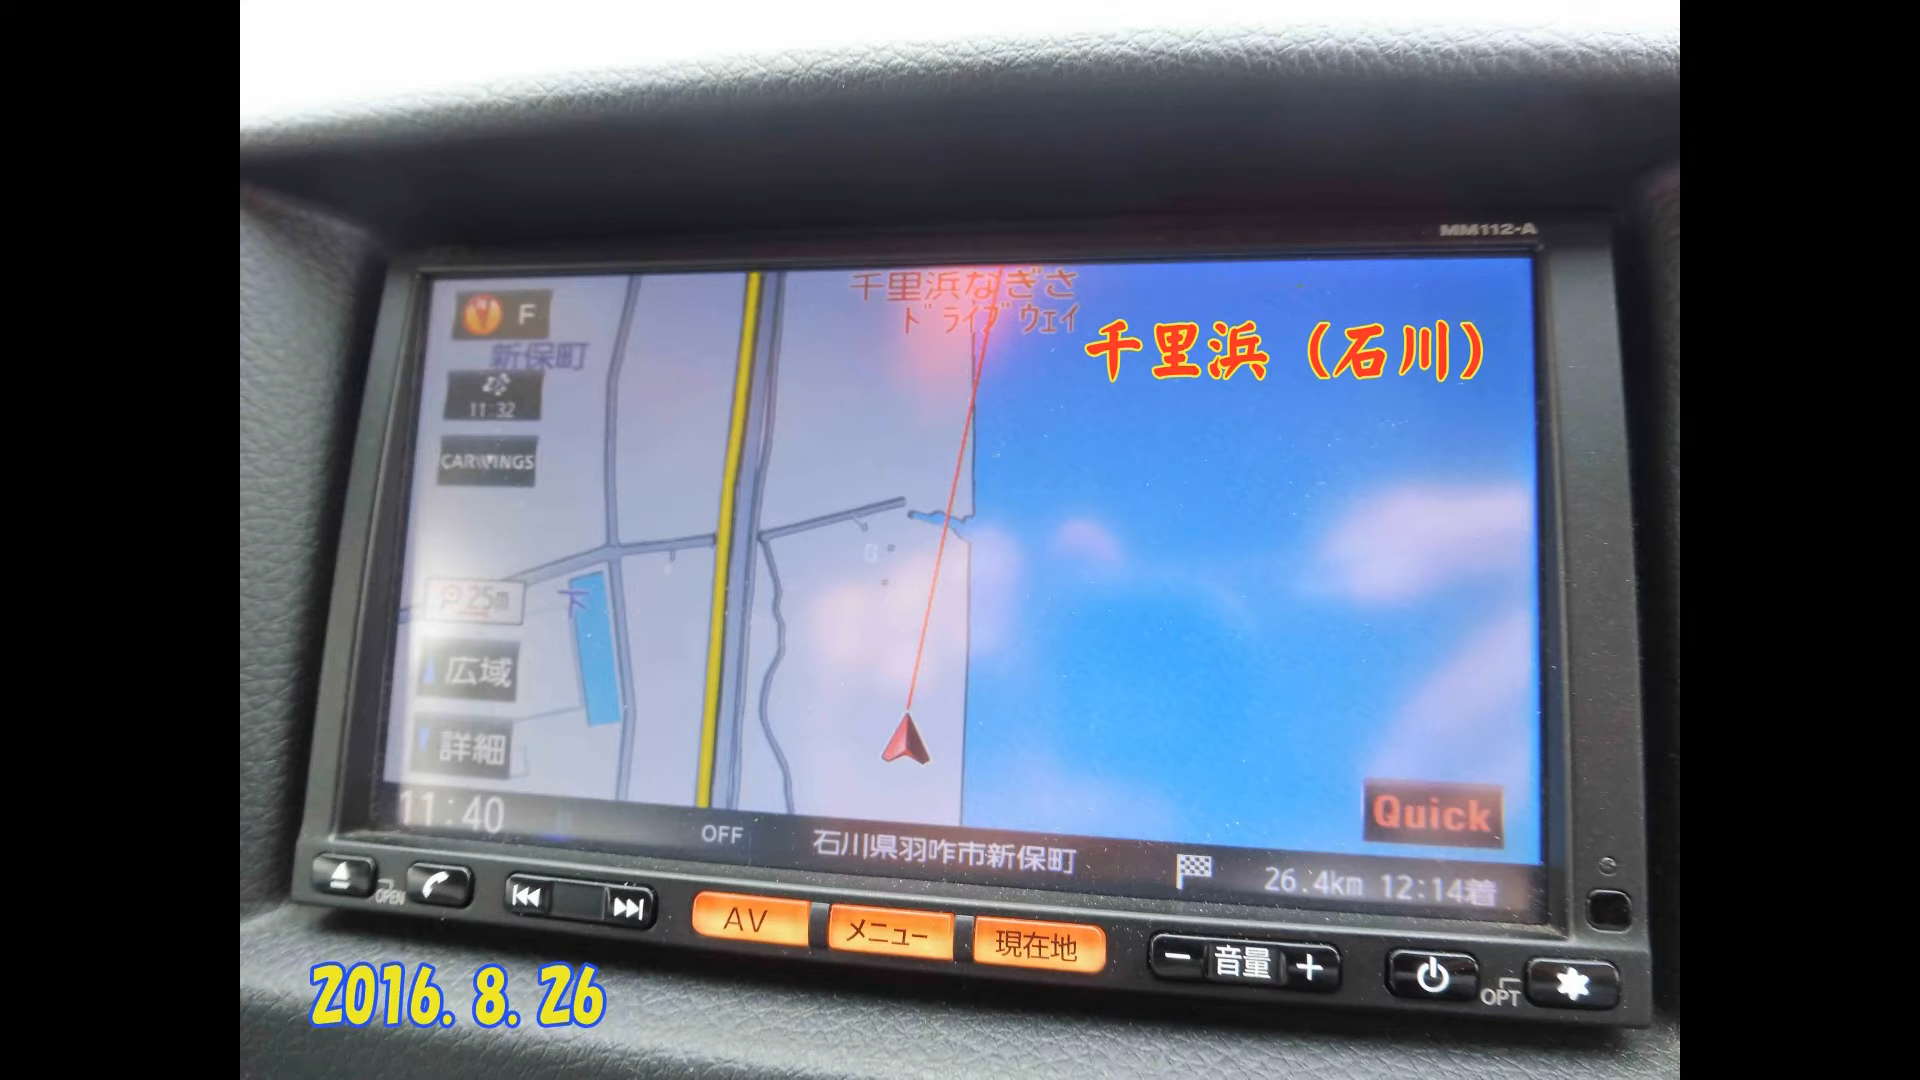 MM112-A
千里浜なぎさ
ドライブウェイ
千里浜（石川）
N
F
新保町
11:32
CARWINGS
下
25m
広域
詳細
11:40
OFF
石川県羽咋市新保町
Quick
26.4km 12:14着
OPEN
AV
メニュー
現在地
− 音量 +
OPT
S
2016.8.26